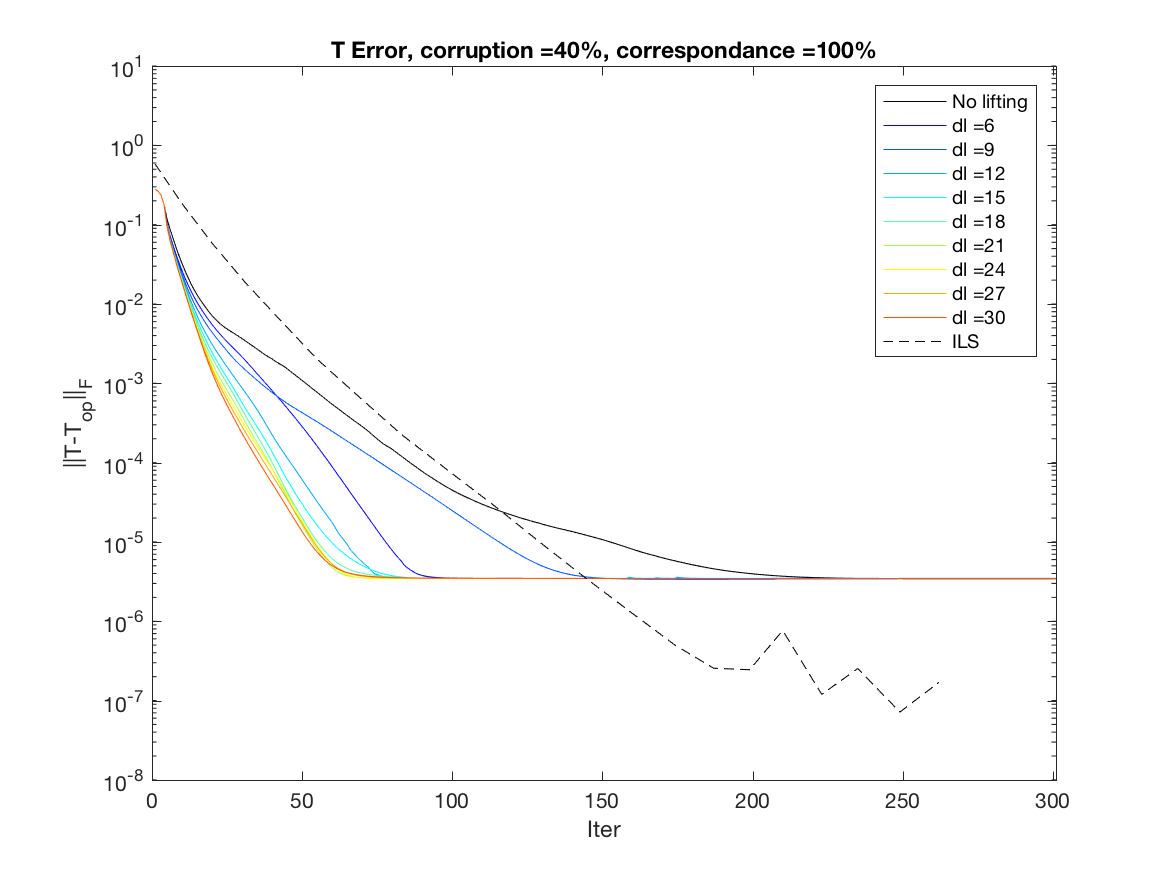 T Error, corruption =40%, correspondance =100%
10^1
10^0
10^-1
10^-2
10^-3
10^-4
10^-5
10^-6
10^-7
10^-8
||T-T_op||_F
0 50 100 150 200 250 300
Iter
No lifting
dl =6
dl =9
dl =12
dl =15
dl =18
dl =21
dl =24
dl =27
dl =30
ILS